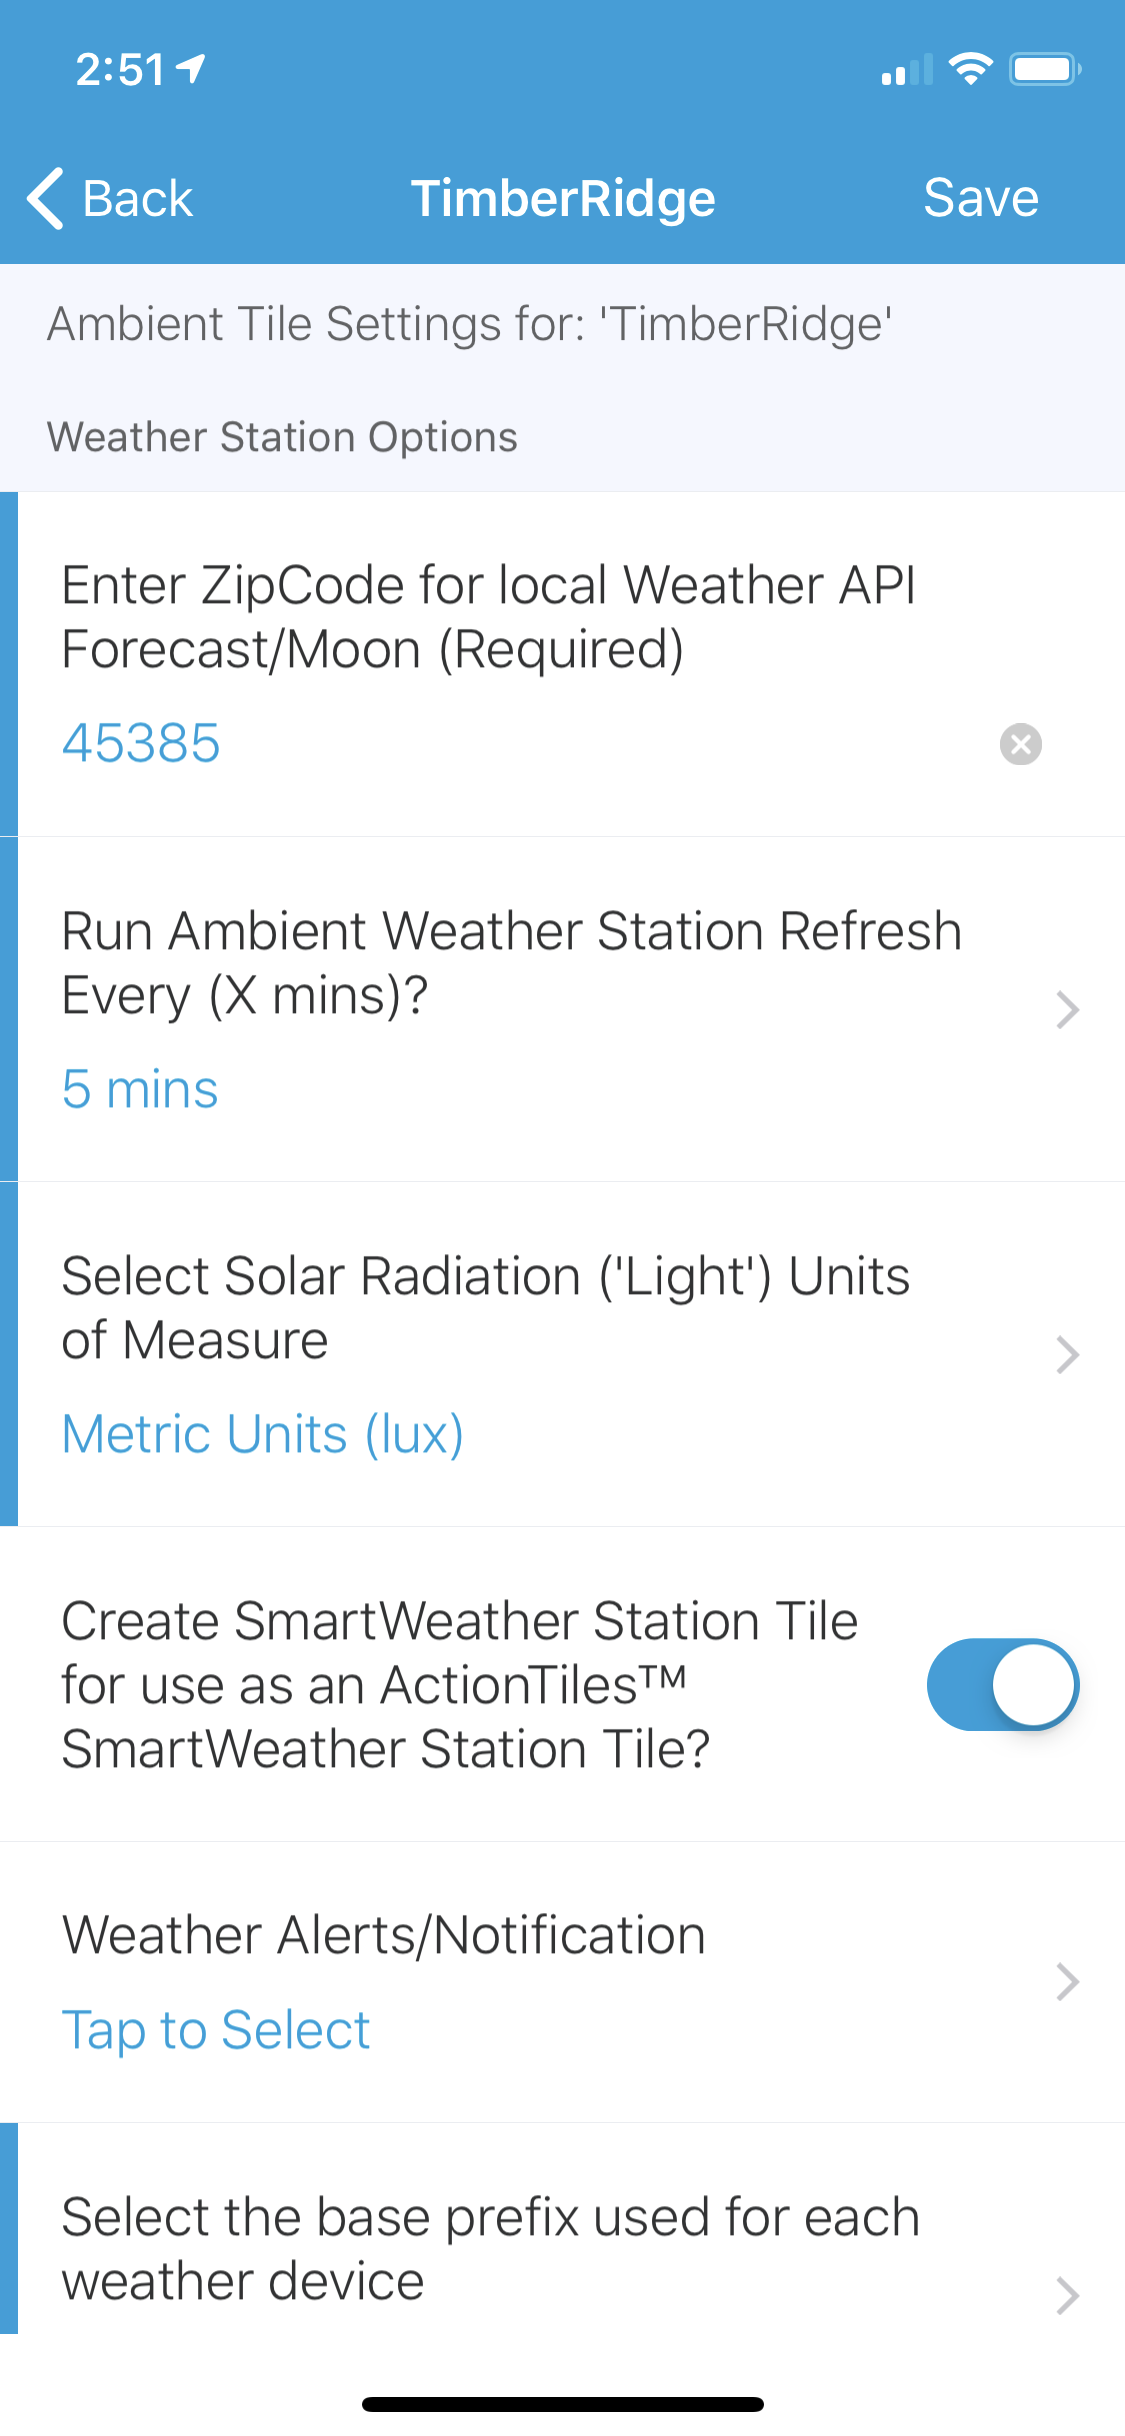 2:51
Back
TimberRidge
Save
Ambient Tile Settings for: 'TimberRidge'
Weather Station Options
Enter ZipCode for local Weather API
Forecast/Moon (Required)
45385
Run Ambient Weather Station Refresh
Every (X mins)?
5 mins
Select Solar Radiation ('Light') Units
of Measure
Metric Units (lux)
Create SmartWeather Station Tile
for use as an ActionTiles™
SmartWeather Station Tile?
Weather Alerts/Notification
Tap to Select
Select the base prefix used for each
weather device